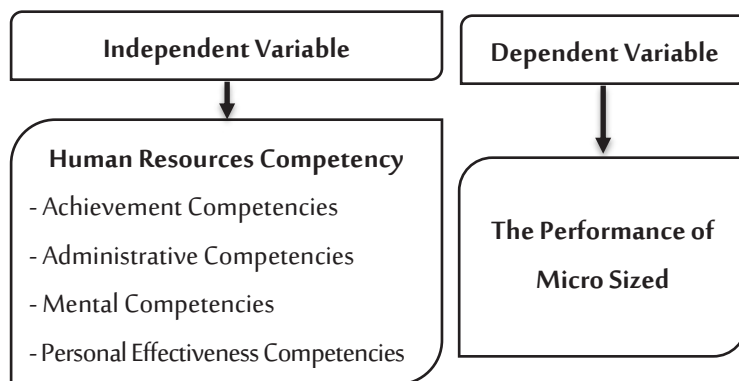 Independent Variable
Dependent Variable
Human Resources Competency
- Achievement Competencies
- Administrative Competencies
- Mental Competencies
- Personal Effectiveness Competencies
The Performance of
Micro Sized